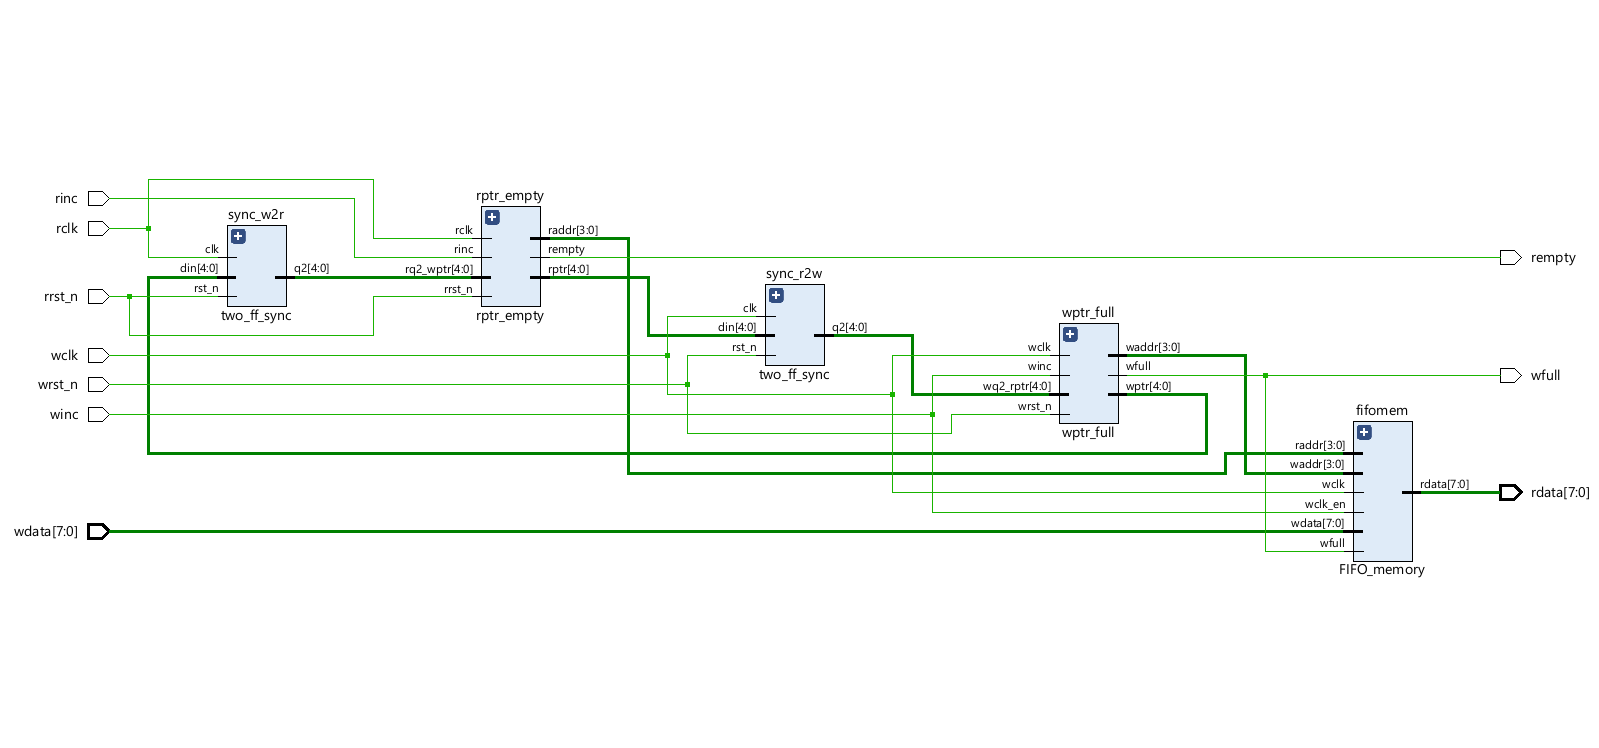 rinc
rclk
rrst_n
wclk
wrst_n
winc
wdata[7:0]
sync_w2r
clk
din[4:0]
rst_n
q2[4:0]
two_ff_sync
rptr_empty
rclk
rinc
rq2_wptr[4:0]
rrst_n
raddr[3:0]
rempty
rptr[4:0]
rptr_empty
sync_r2w
clk
din[4:0]
rst_n
q2[4:0]
two_ff_sync
wptr_full
wclk
winc
wq2_rptr[4:0]
wrst_n
waddr[3:0]
wfull
wptr[4:0]
wptr_full
fifomem
raddr[3:0]
waddr[3:0]
wclk
wclk_en
wdata[7:0]
wfull
rdata[7:0]
FIFO_memory
rempty
wfull
rdata[7:0]